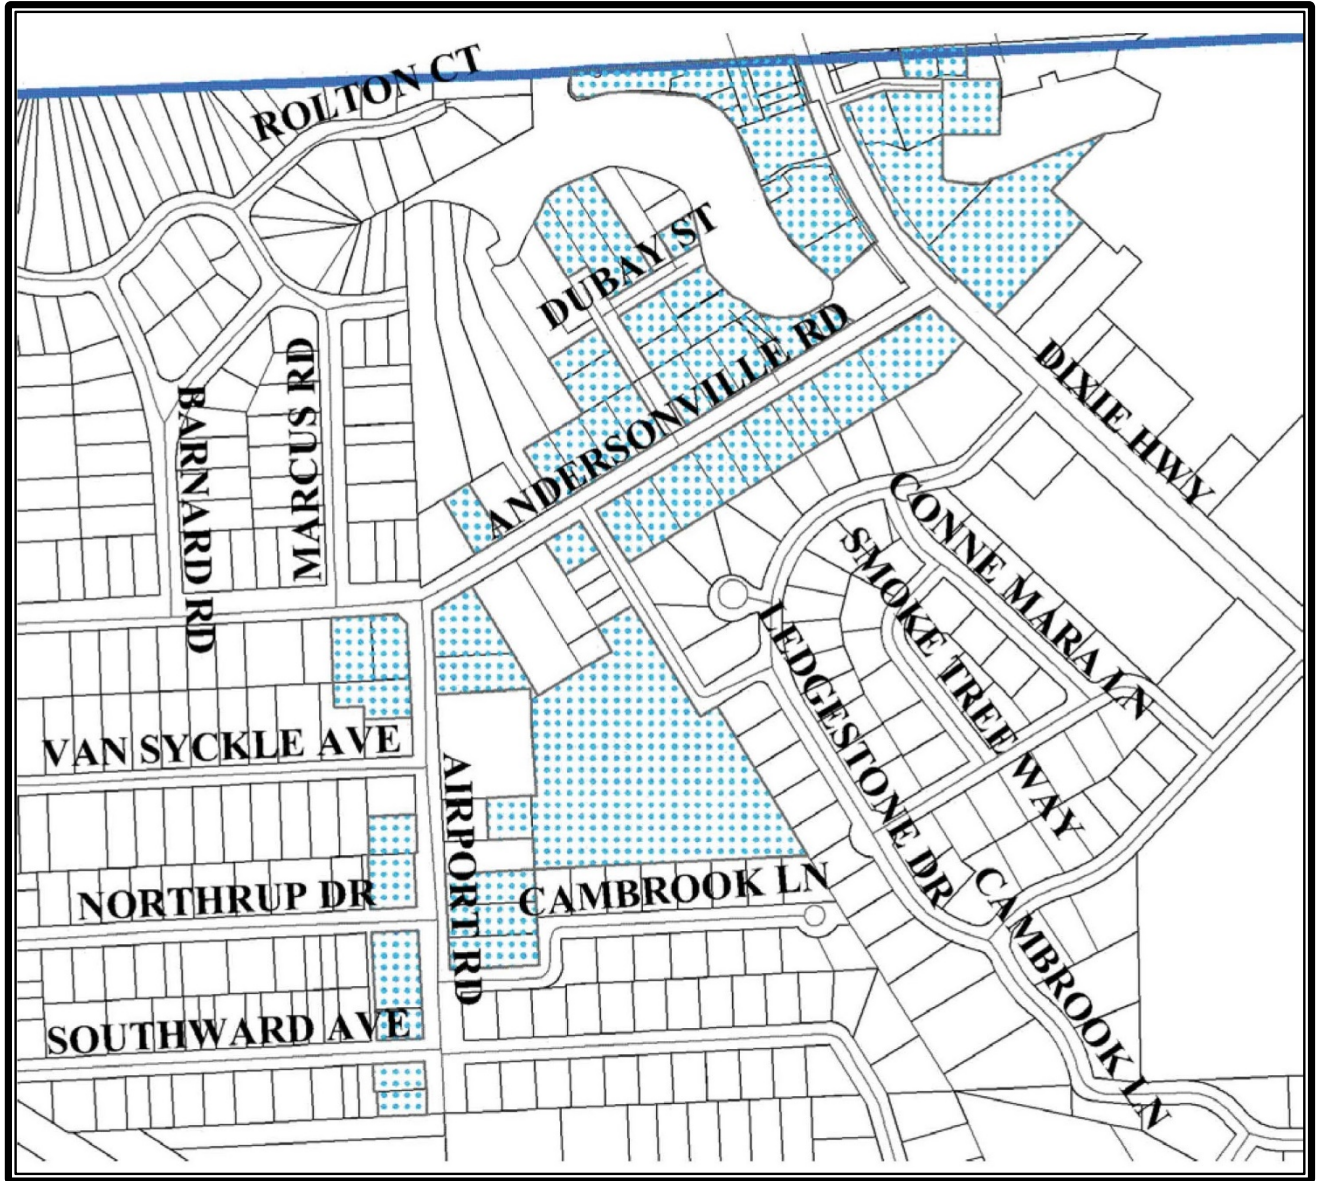 ROLTON CT
DUBAY ST
ANDERSONVILLE RD
DIXIE HWY
BARNARD RD
MARCUS RD
CONNE MARA LN
SMOKE TREE WAY
LEDGESTONE DR
VAN SYCKLE AVE
AIRPORT RD
NORTHRUP DR
CAMBROOK LN
CAMBROOK LN
SOUTHWARD AVE